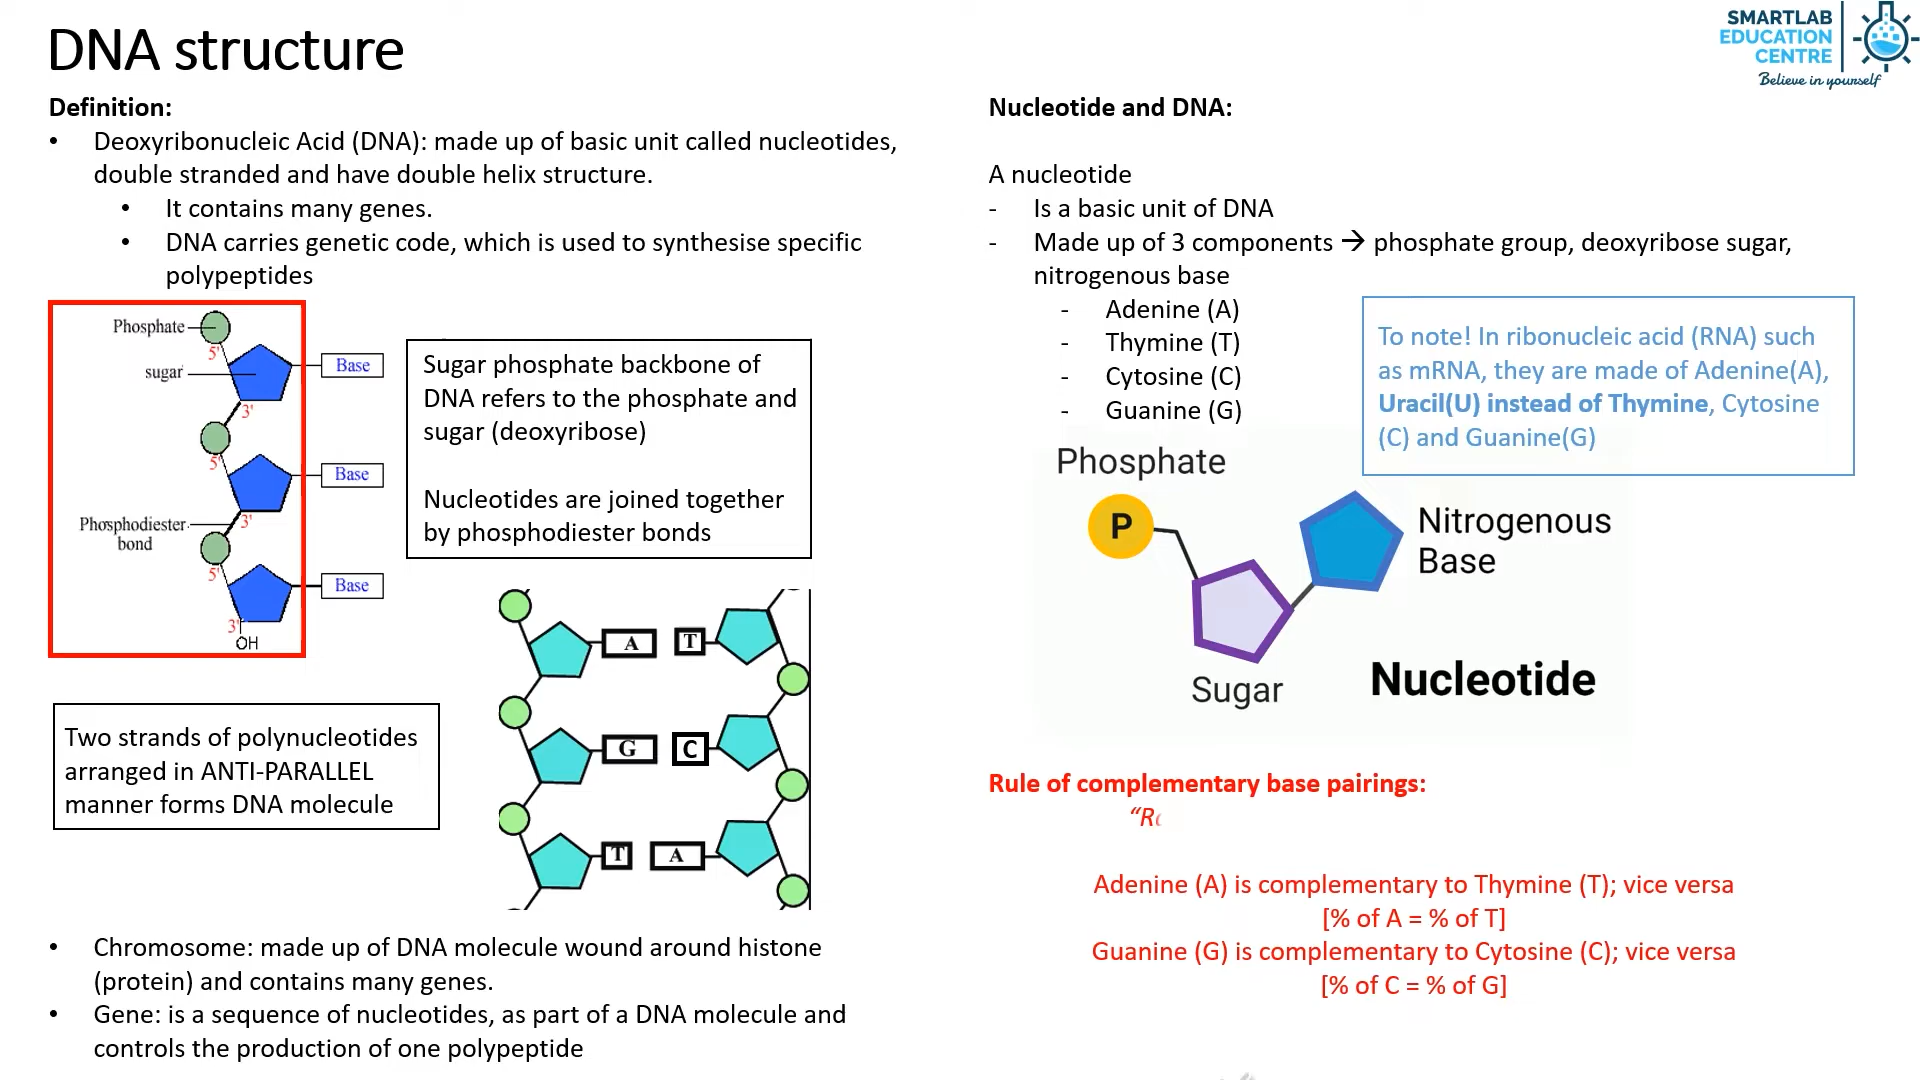 DNA structure
SMARTLAB
EDUCATION
CENTRE
Believe in yourself
Definition:
• Deoxyribonucleic Acid (DNA): made up of basic unit called nucleotides,
double stranded and have double helix structure.
• It contains many genes.
• DNA carries genetic code, which is used to synthesise specific
polypeptides
Phosphate
5'
sugar
Base
3'
5'
Base
Phosphodiester
bond
3'
5'
Base
3'
OH
Sugar phosphate backbone of
DNA refers to the phosphate and
sugar (deoxyribose)
Nucleotides are joined together
by phosphodiester bonds
Two strands of polynucleotides
arranged in ANTI-PARALLEL
manner forms DNA molecule
A T
G C
T A
• Chromosome: made up of DNA molecule wound around histone
(protein) and contains many genes.
• Gene: is a sequence of nucleotides, as part of a DNA molecule and
controls the production of one polypeptide
Nucleotide and DNA:
A nucleotide
- Is a basic unit of DNA
- Made up of 3 components → phosphate group, deoxyribose sugar,
nitrogenous base
- Adenine (A)
- Thymine (T)
- Cytosine (C)
- Guanine (G)
To note! In ribonucleic acid (RNA) such
as mRNA, they are made of Adenine(A),
Uracil(U) instead of Thymine, Cytosine
(C) and Guanine(G)
Phosphate
P
Nitrogenous
Base
Sugar
Nucleotide
Rule of complementary base pairings:
Adenine (A) is complementary to Thymine (T); vice versa
[% of A = % of T]
Guanine (G) is complementary to Cytosine (C); vice versa
[% of C = % of G]